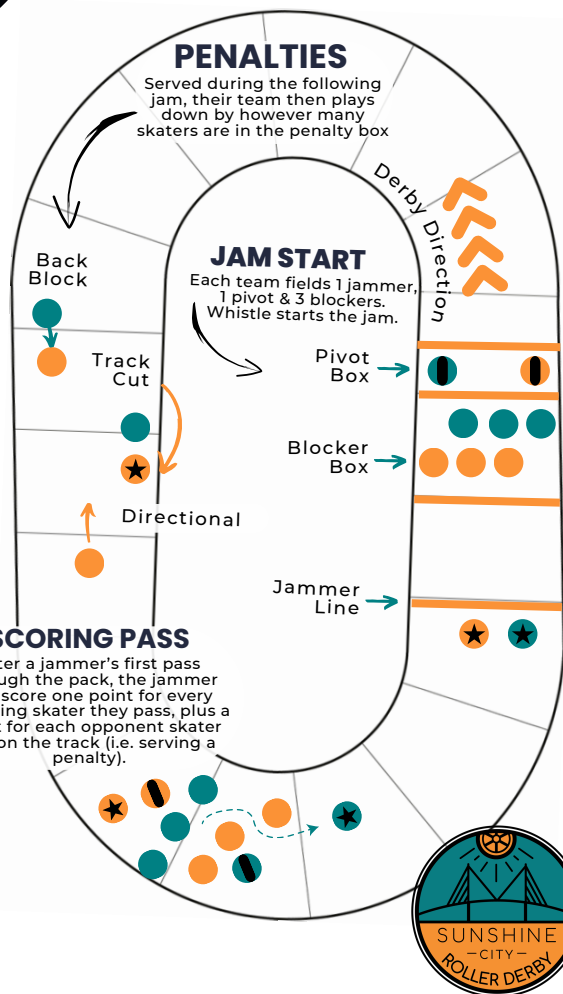 PENALTIES
Served during the following
jam, their team then plays
down by however many
skaters are in the penalty box
Derby Direction
Back
Block
JAM START
Each team fields 1 jammer,
1 pivot & 3 blockers.
Whistle starts the jam.
Track
Cut
Pivot
Box
Blocker
Box
Directional
Jammer
Line
SCORING PASS
ter a jammer's first pass
ugh the pack, the jammer
score one point for every
ing skater they pass, plus a
t for each opponent skater
on the track (i.e. serving a
penalty).
SUNSHINE
CITY
ROLLER DERBY